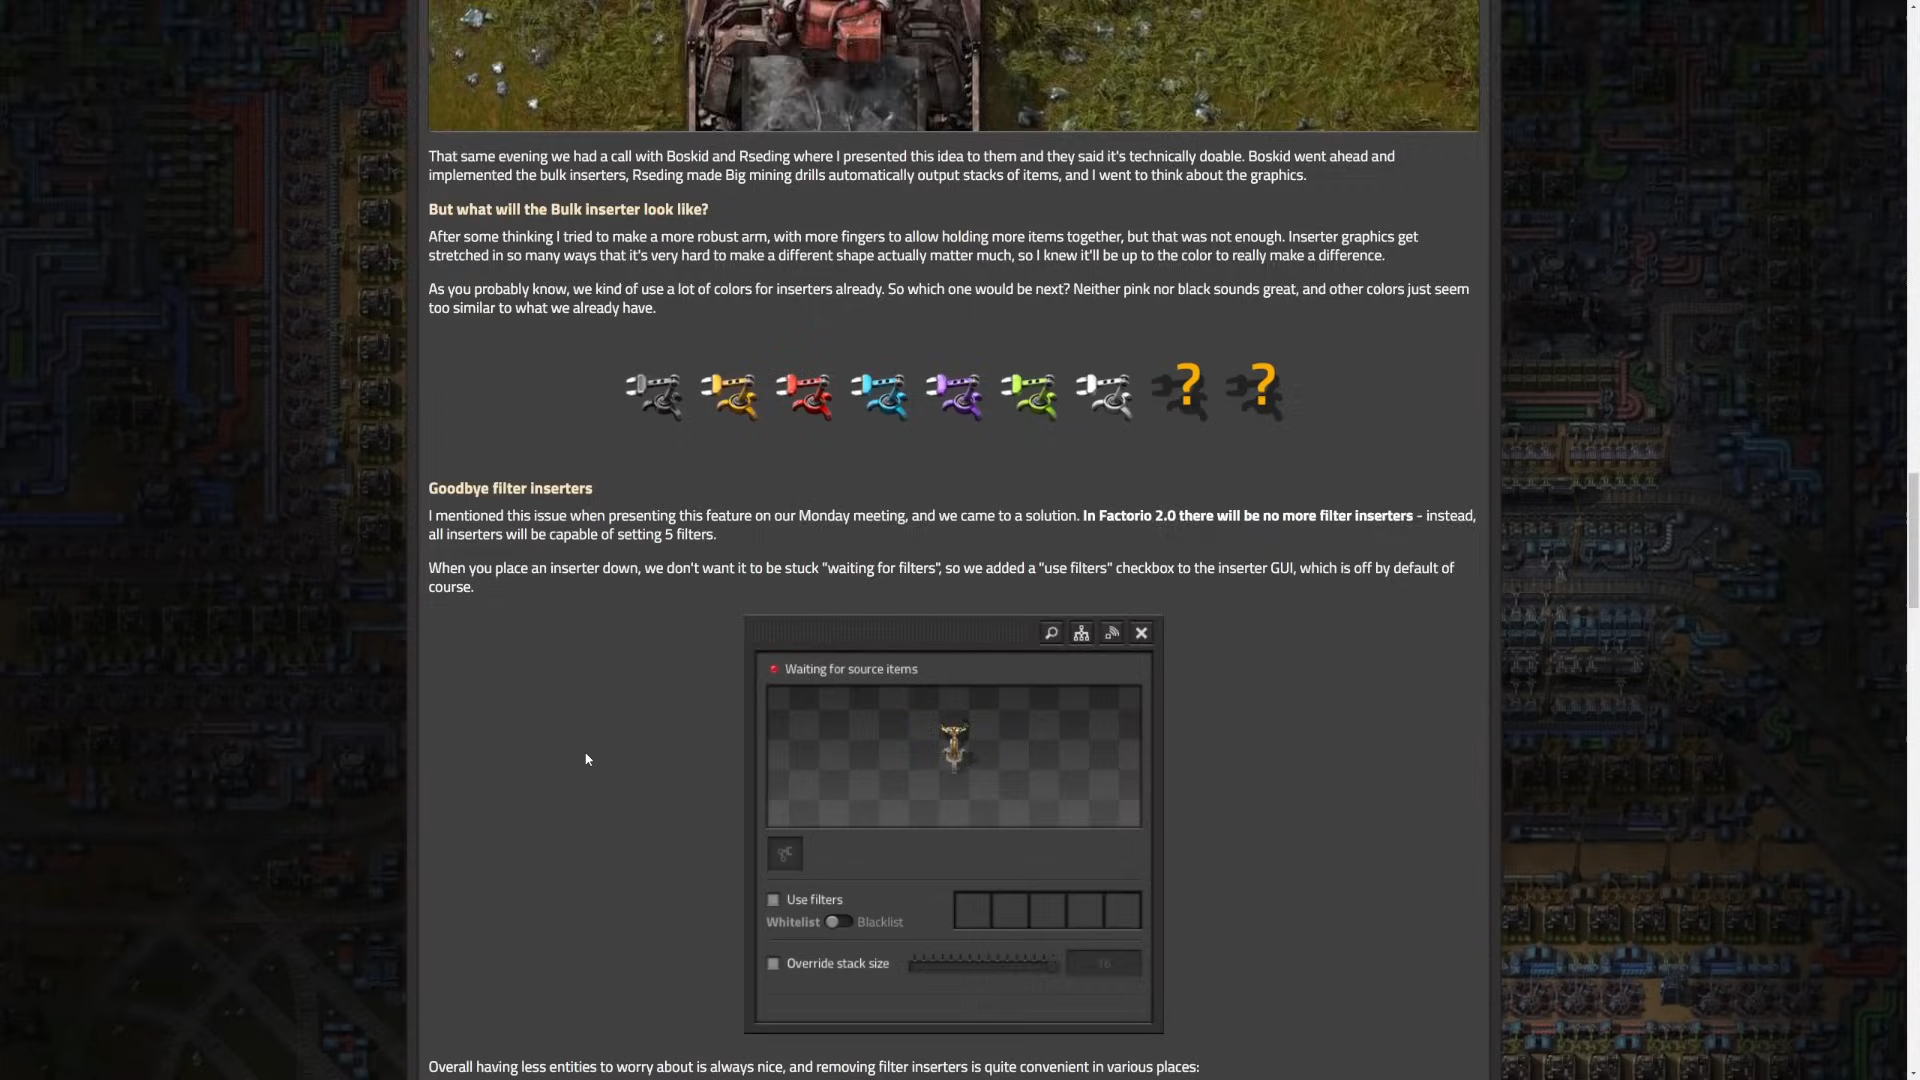 That same evening we had a call with Boskid and Rseding where I presented this idea to them and they said it's technically doable. Boskid went ahead and
implemented the bulk inserters, Rseding made Big mining drills automatically output stacks of items, and I went to think about the graphics.
But what will the Bulk inserter look like?
After some thinking I tried to make a more robust arm, with more fingers to allow holding more items together, but that was not enough. Inserter graphics get
stretched in so many ways that it's very hard to make a different shape actually matter much, so I knew it'll be up to the color to really make a difference.
As you probably know, we kind of use a lot of colors for inserters already. So which one would be next? Neither pink nor black sounds great, and other colors just seem
too similar to what we already have.
? ?
Goodbye filter inserters
I mentioned this issue when presenting this feature on our Monday meeting, and we came to a solution. In Factorio 2.0 there will be no more filter inserters - instead,
all inserters will be capable of setting 5 filters.
When you place an inserter down, we don't want it to be stuck "waiting for filters", so we added a "use filters" checkbox to the inserter GUI, which is off by default of
course.
Waiting for source items
Use filters
Whitelist Blacklist
Override stack size 16
Overall having less entities to worry about is always nice, and removing filter inserters is quite convenient in various places: